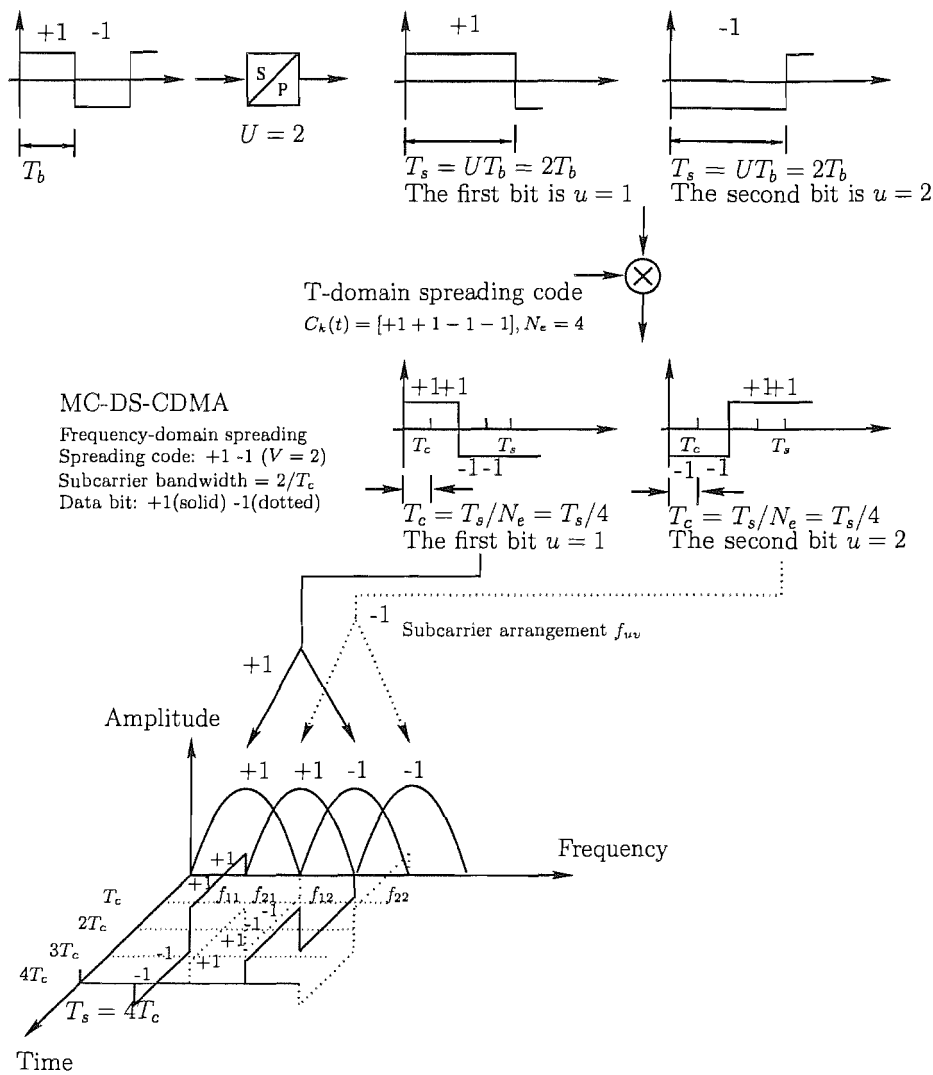 +1 -1
+1
-1
S
P
U = 2
T_b
T_s = UT_b = 2T_b
The first bit is u = 1
T_s = UT_b = 2T_b
The second bit is u = 2
T-domain spreading code
C_k(t) = [+1 + 1 − 1 − 1], N_e = 4
MC-DS-CDMA
Frequency-domain spreading
Spreading code: +1 -1 (V = 2)
Subcarrier bandwidth = 2/T_c
Data bit: +1(solid) -1(dotted)
+1+1
T_c T_s
-1 -1
T_c = T_s/N_e = T_s/4
The first bit u = 1
+1+1
T_c T_s
-1 -1
T_c = T_s/N_e = T_s/4
The second bit u = 2
-1
Subcarrier arrangement f_uv
+1
Amplitude
+1 +1 -1 -1
Frequency
+1
+1
f_11 f_21 f_12 f_22
T_c
2T_c
3T_c
4T_c
-1
-1
+1
+1
-1
-1
T_s = 4T_c
Time